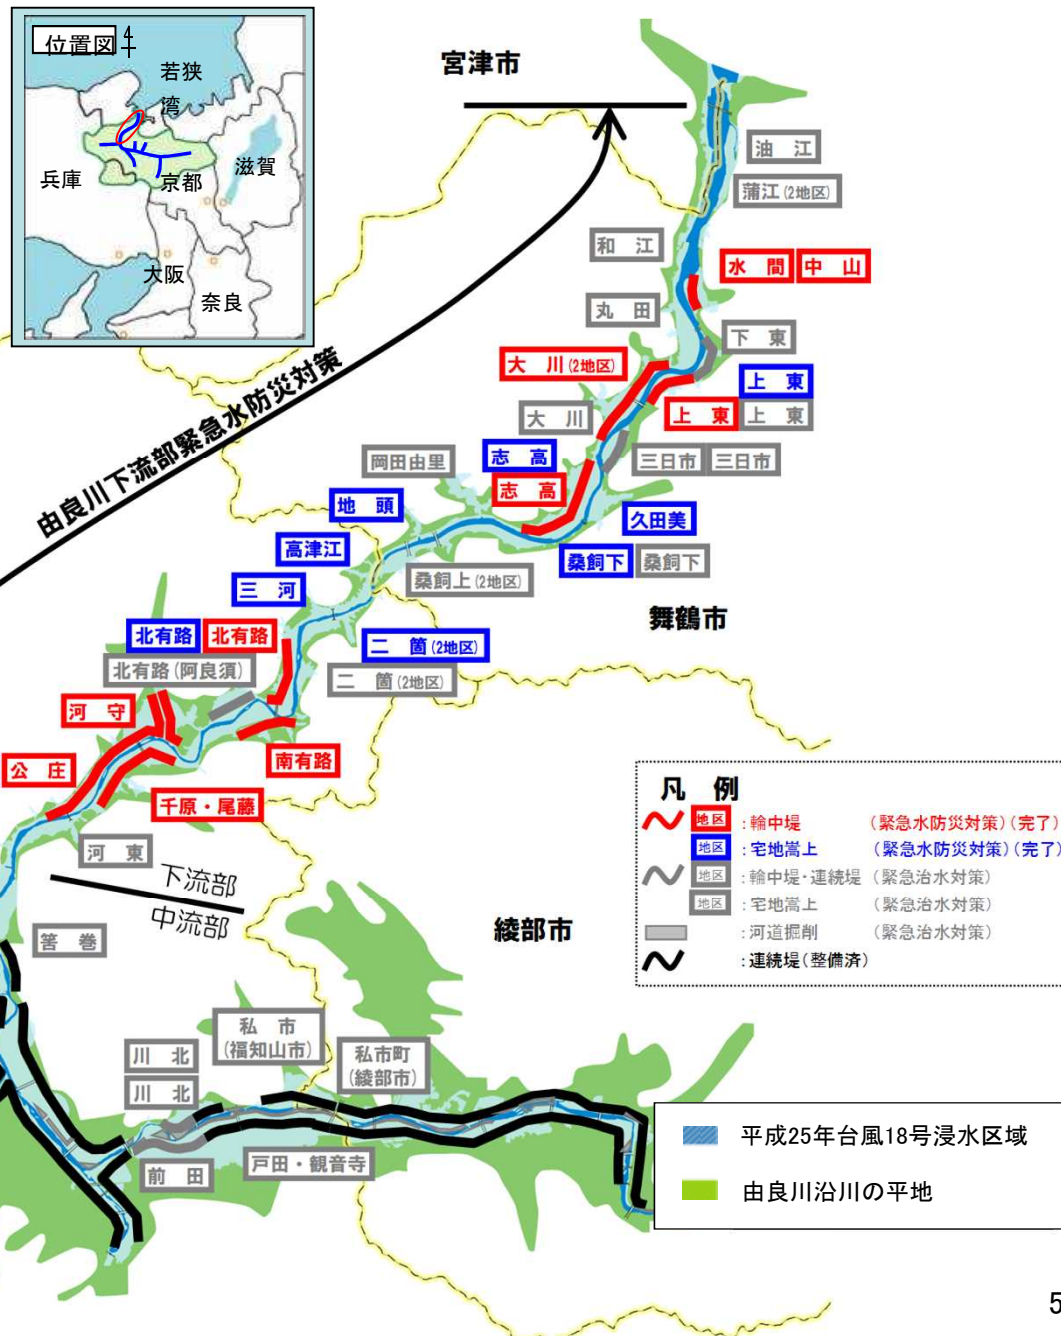 位置図
4
若狭
湾
兵庫
京都
滋賀
大阪
奈良
宮津市
油 江
蒲江(2地区)
和 江
水 間
中 山
丸 田
下 東
大 川(2地区)
上 東
上 東
上 東
大 川
三日市
三日市
岡田由里
志 高
志 高
地 頭
久田美
高津江
桑飼下
桑飼下
桑飼上(2地区)
三 河
舞鶴市
由良川下流部緊急水防災対策
北有路
北有路
二 箇(2地区)
北有路(阿良須)
二 箇(2地区)
河 守
公 庄
南有路
千原・尾藤
河 東
下流部
中流部
凡 例
地区 :輪中堤 (緊急水防災対策)(完了)
地区 :宅地嵩上 (緊急水防災対策)(完了)
地区 :輪中堤・連続堤 (緊急治水対策)
地区 :宅地嵩上 (緊急治水対策)
:河道掘削 (緊急治水対策)
:連続堤(整備済)
綾部市
筈 巻
私 市
(福知山市)
川 北
川 北
私市町
(綾部市)
前 田
戸田・観音寺
平成25年台風18号浸水区域
由良川沿川の平地
5